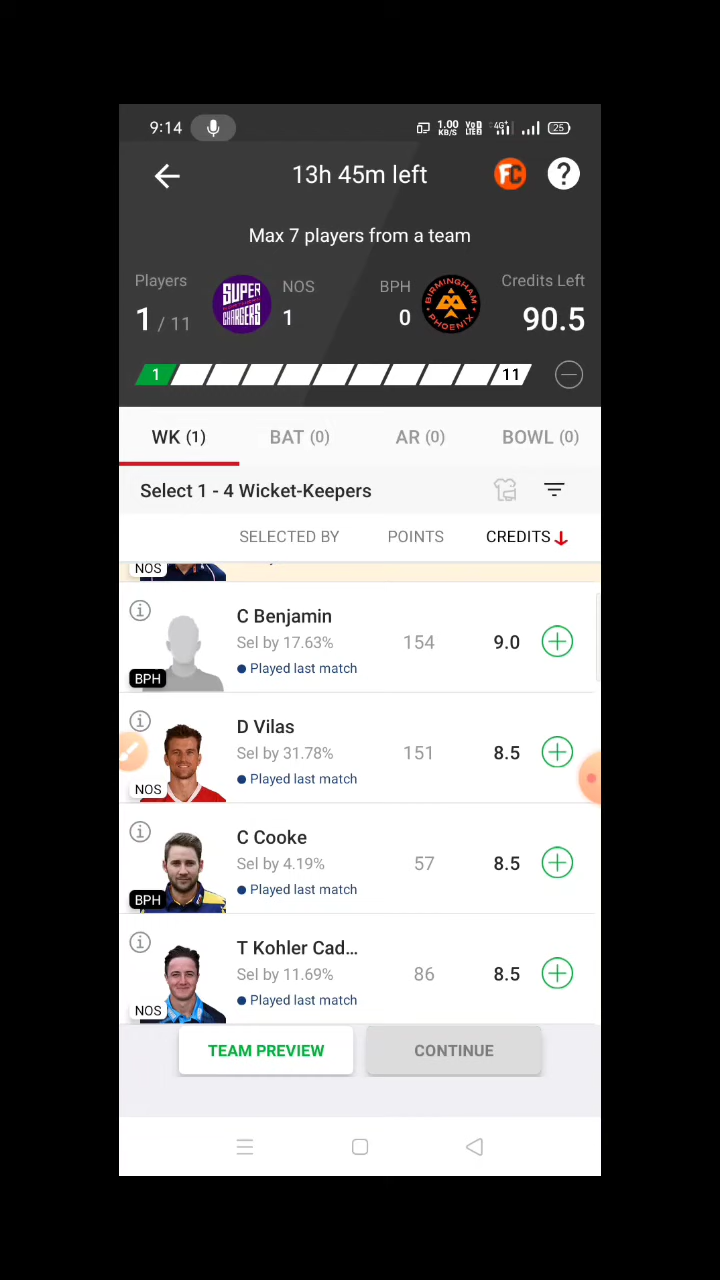 9:14 1.00 KB/S Vo) LTE 2 4G+ 25
13h 45m left FC ?
Max 7 players from a team
Players NOS BPH Credits Left
SUPER CHARGERS BIRMINGHAM PHOENIX
1 / 11 1 0 90.5
1 11
WK (1) BAT (0) AR (0) BOWL (0)
Select 1 - 4 Wicket-Keepers
SELECTED BY POINTS CREDITS
NOS
C Benjamin
Sel by 17.63% 154 9.0
Played last match
BPH
D Vilas
Sel by 31.78% 151 8.5
Played last match
NOS
C Cooke
Sel by 4.19% 57 8.5
Played last match
BPH
T Kohler Cad...
Sel by 11.69% 86 8.5
Played last match
NOS
TEAM PREVIEW CONTINUE